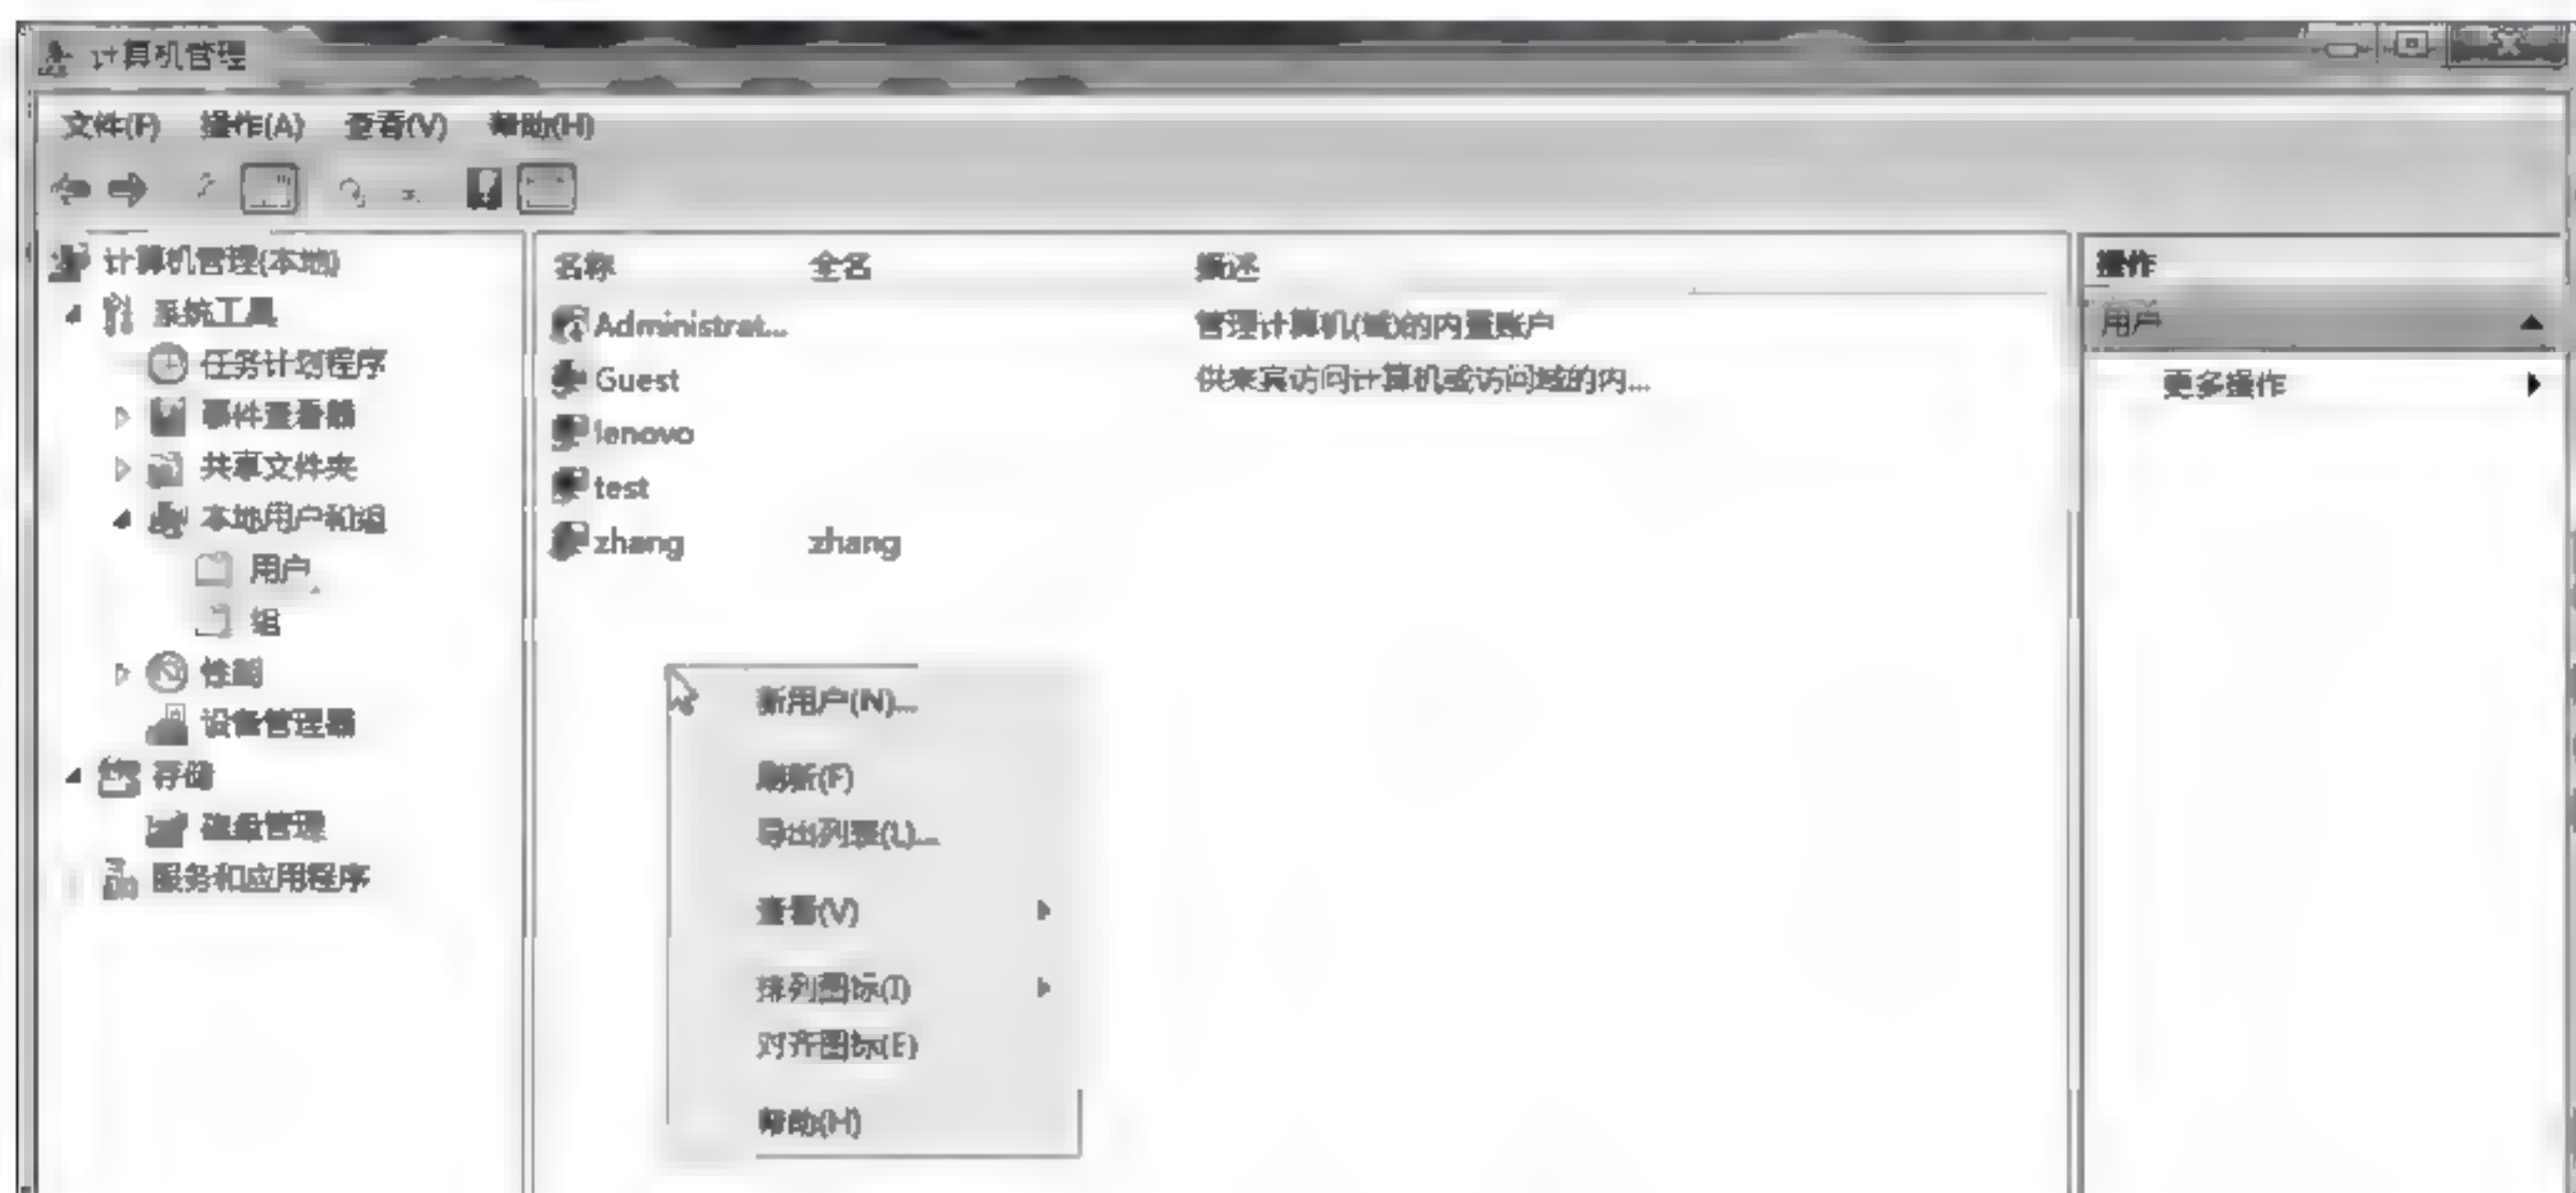 计算机管理
文件(F) 操作(A) 查看(V) 帮助(H)
计算机管理(本地)
系统工具
任务计划程序
事件查看器
共享文件夹
本地用户和组
用户
组
性能
设备管理器
存储
磁盘管理
服务和应用程序
名称 全名 描述
Administrat... 管理计算机(域)的内置账户
Guest 供来宾访问计算机或访问域的内...
lenovo
test
zhang zhang
新用户(N)...
刷新(F)
导出列表(L)...
查看(V)
排列图标(I)
对齐图标(E)
帮助(H)
操作
用户
更多操作